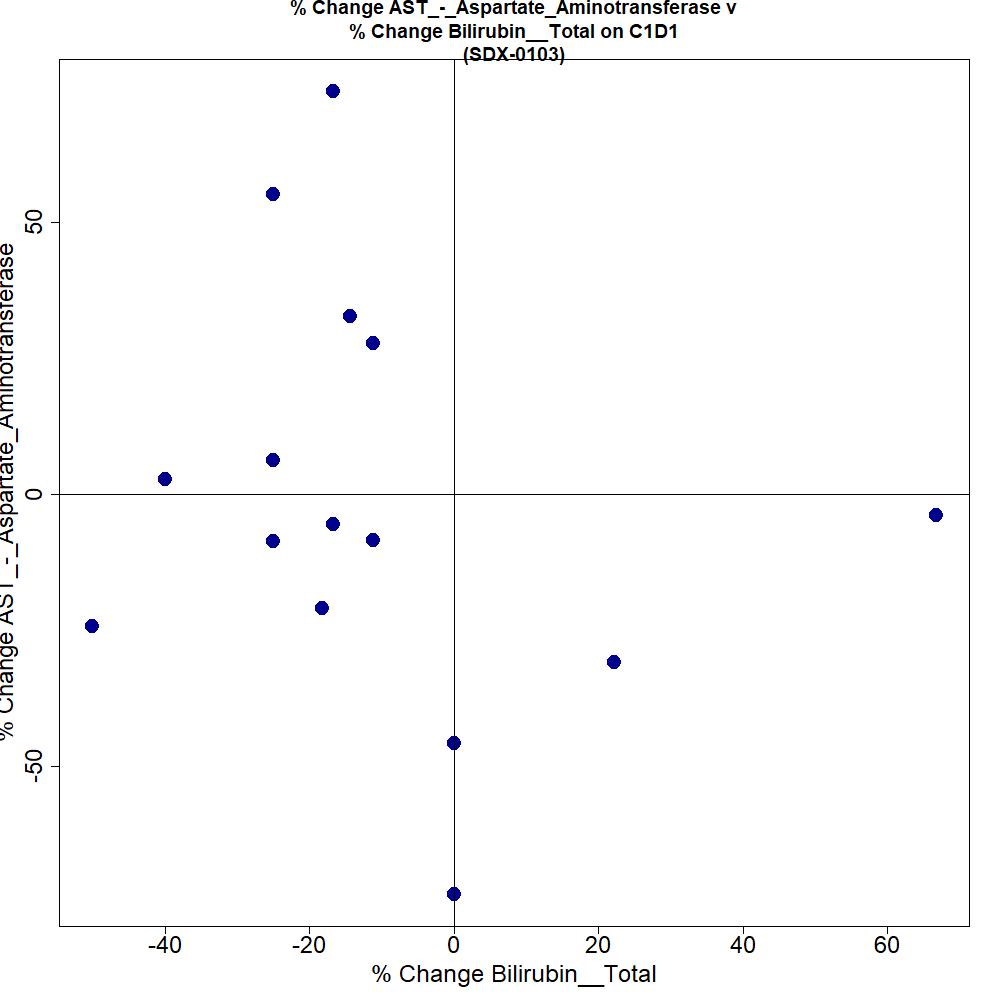 % Change AST_-_Aspartate_Aminotransferase v
% Change Bilirubin__Total on C1D1
(SDX-0103)
% Change AST_-_Aspartate_Aminotransferase
50
0
-50
-40
-20
0
20
40
60
% Change Bilirubin__Total